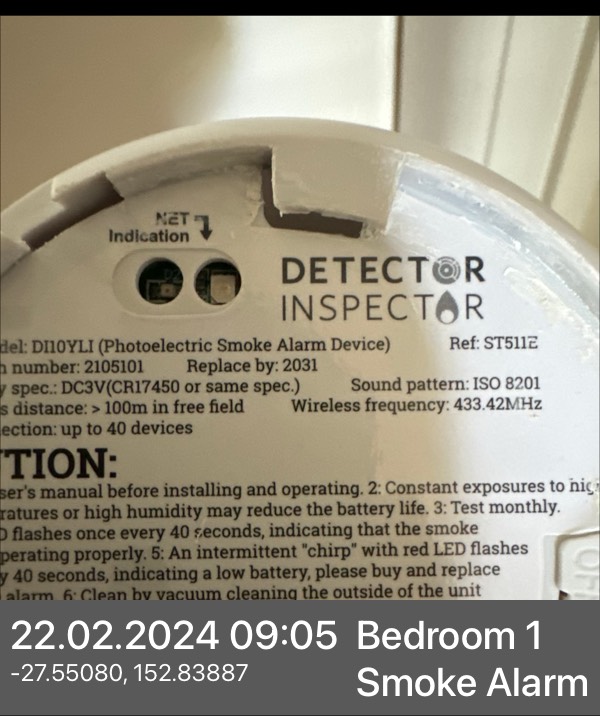 NET
Indication
DETECTOR
INSPECTOR
del: DI10YLI (Photoelectric Smoke Alarm Device) Ref: ST511E
number: 2105101 Replace by: 2031
spec.: DC3V(CR17450 or same spec.) Sound pattern: ISO 8201
s distance: > 100m in free field Wireless frequency: 433.42MHz
ection: up to 40 devices
TION:
ser's manual before installing and operating. 2: Constant exposures to hig
ratures or high humidity may reduce the battery life. 3: Test monthly.
D flashes once every 40 seconds, indicating that the smoke
perating properly. 5: An intermittent "chirp" with red LED flashes
y 40 seconds, indicating a low battery, please buy and replace
alarm. 6: Clean by vacuum cleaning the outside of the unit
22.02.2024 09:05 Bedroom 1
-27.55080, 152.83887 Smoke Alarm